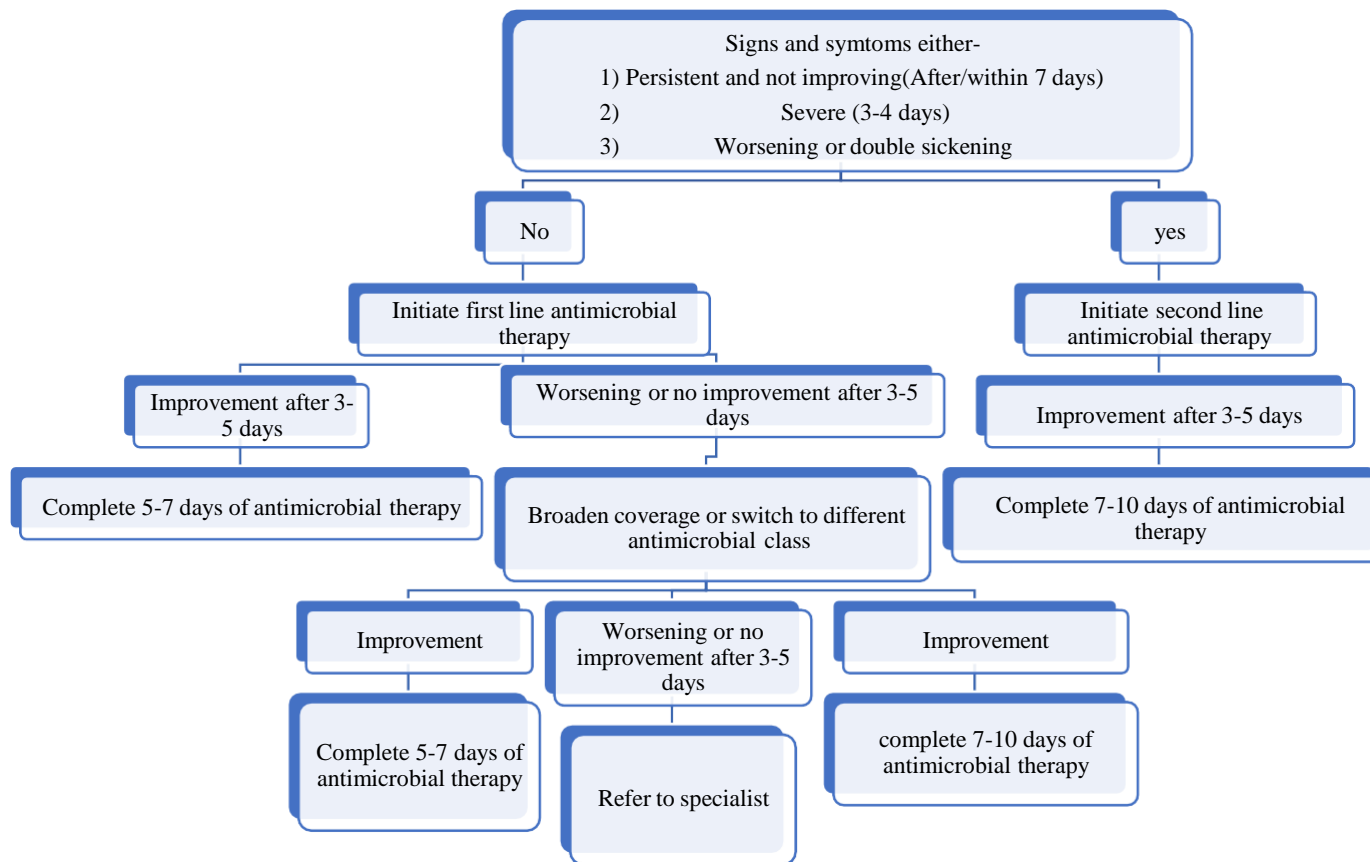 Signs and symtoms either-
1) Persistent and not improving(After/within 7 days)
2) Severe (3-4 days)
3) Worsening or double sickening
No
yes
Initiate first line antimicrobial
therapy
Initiate second line
antimicrobial therapy
Improvement after 3-
5 days
Worsening or no improvement after 3-5
days
Improvement after 3-5 days
Complete 5-7 days of antimicrobial therapy
Broaden coverage or switch to different
antimicrobial class
Complete 7-10 days of antimicrobial
therapy
Improvement
Worsening or no
improvement after 3-5
days
Improvement
Complete 5-7 days of
antimicrobial therapy
Refer to specialist
complete 7-10 days of
antimicrobial therapy